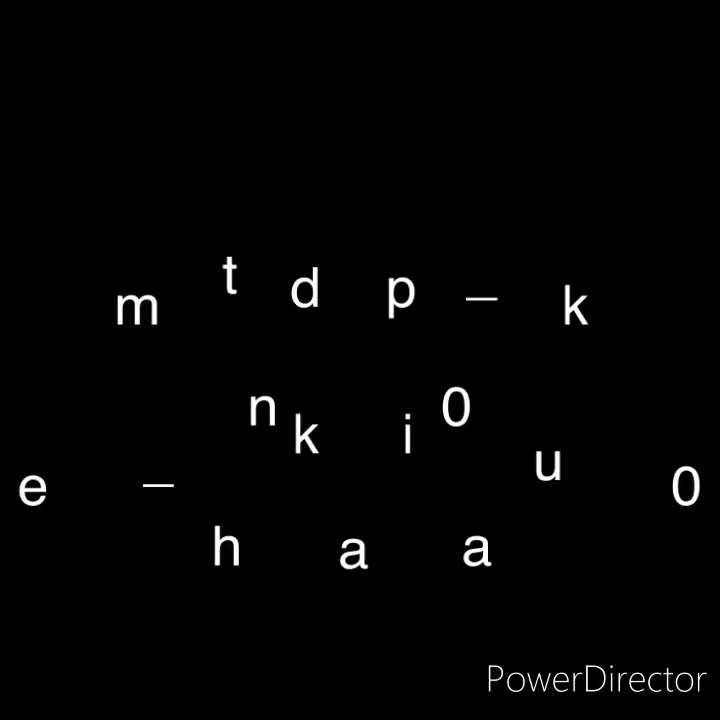 m t d p – k
n k i 0
e – u 0
h a a
PowerDirector